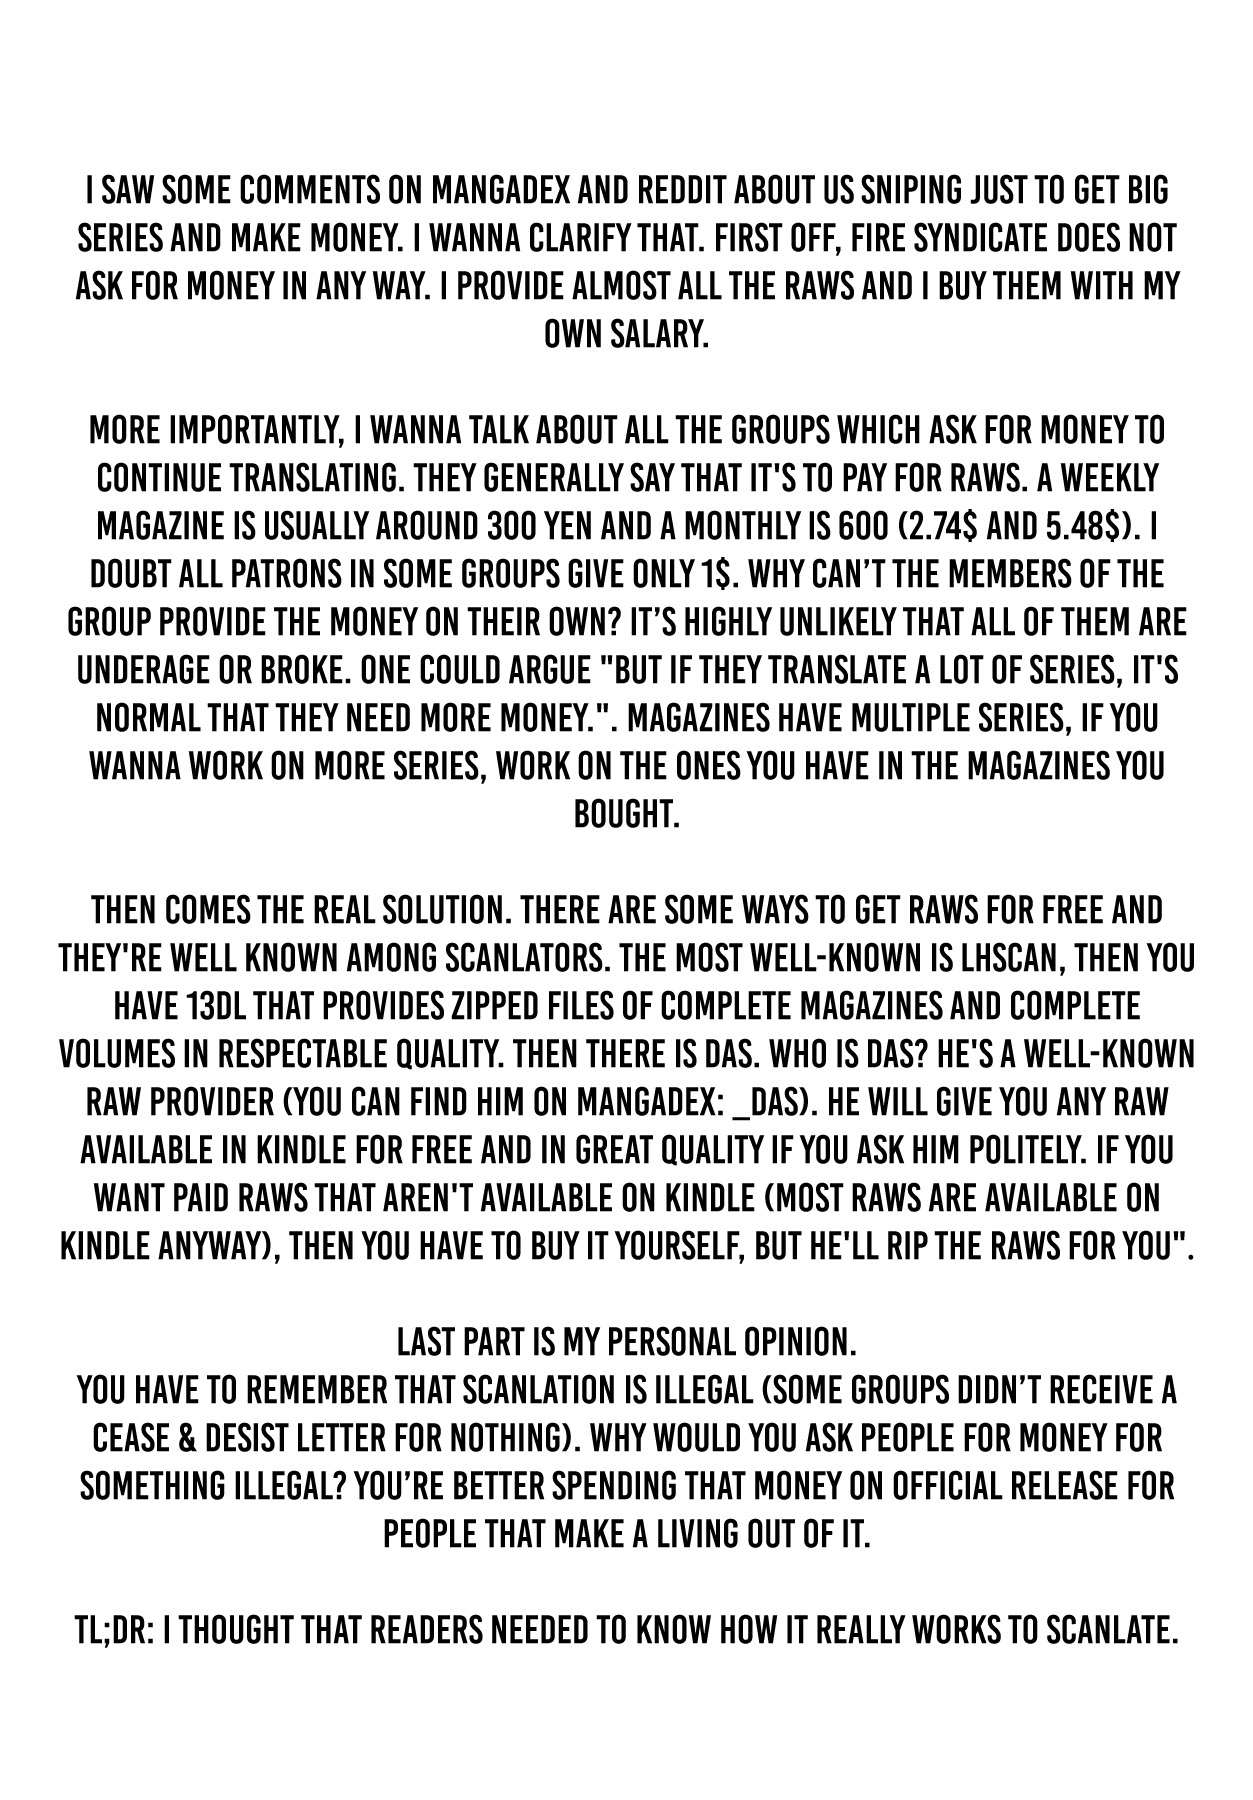 I SAW SOME COMMENTS ON MANGADEX AND REDDIT ABOUT US SNIPING JUST TO GET BIG
SERIES AND MAKE MONEY. I WANNA CLARIFY THAT. FIRST OFF, FIRE SYNDICATE DOES NOT
ASK FOR MONEY IN ANY WAY. I PROVIDE ALMOST ALL THE RAWS AND I BUY THEM WITH MY
OWN SALARY.
MORE IMPORTANTLY, I WANNA TALK ABOUT ALL THE GROUPS WHICH ASK FOR MONEY TO
CONTINUE TRANSLATING. THEY GENERALLY SAY THAT IT'S TO PAY FOR RAWS. A WEEKLY
MAGAZINE IS USUALLY AROUND 300 YEN AND A MONTHLY IS 600 (2.74$ AND 5.48$). I
DOUBT ALL PATRONS IN SOME GROUPS GIVE ONLY 1$. WHY CAN’T THE MEMBERS OF THE
GROUP PROVIDE THE MONEY ON THEIR OWN? IT’S HIGHLY UNLIKELY THAT ALL OF THEM ARE
UNDERAGE OR BROKE. ONE COULD ARGUE "BUT IF THEY TRANSLATE A LOT OF SERIES, IT'S
NORMAL THAT THEY NEED MORE MONEY.". MAGAZINES HAVE MULTIPLE SERIES, IF YOU
WANNA WORK ON MORE SERIES, WORK ON THE ONES YOU HAVE IN THE MAGAZINES YOU
BOUGHT.
THEN COMES THE REAL SOLUTION. THERE ARE SOME WAYS TO GET RAWS FOR FREE AND
THEY'RE WELL KNOWN AMONG SCANLATORS. THE MOST WELL-KNOWN IS LHSCAN, THEN YOU
HAVE 13DL THAT PROVIDES ZIPPED FILES OF COMPLETE MAGAZINES AND COMPLETE
VOLUMES IN RESPECTABLE QUALITY. THEN THERE IS DAS. WHO IS DAS? HE'S A WELL-KNOWN
RAW PROVIDER (YOU CAN FIND HIM ON MANGADEX: _DAS). HE WILL GIVE YOU ANY RAW
AVAILABLE IN KINDLE FOR FREE AND IN GREAT QUALITY IF YOU ASK HIM POLITELY. IF YOU
WANT PAID RAWS THAT AREN'T AVAILABLE ON KINDLE (MOST RAWS ARE AVAILABLE ON
KINDLE ANYWAY), THEN YOU HAVE TO BUY IT YOURSELF, BUT HE'LL RIP THE RAWS FOR YOU".
LAST PART IS MY PERSONAL OPINION.
YOU HAVE TO REMEMBER THAT SCANLATION IS ILLEGAL (SOME GROUPS DIDN’T RECEIVE A
CEASE & DESIST LETTER FOR NOTHING). WHY WOULD YOU ASK PEOPLE FOR MONEY FOR
SOMETHING ILLEGAL? YOU’RE BETTER SPENDING THAT MONEY ON OFFICIAL RELEASE FOR
PEOPLE THAT MAKE A LIVING OUT OF IT.
TL;DR: I THOUGHT THAT READERS NEEDED TO KNOW HOW IT REALLY WORKS TO SCANLATE.